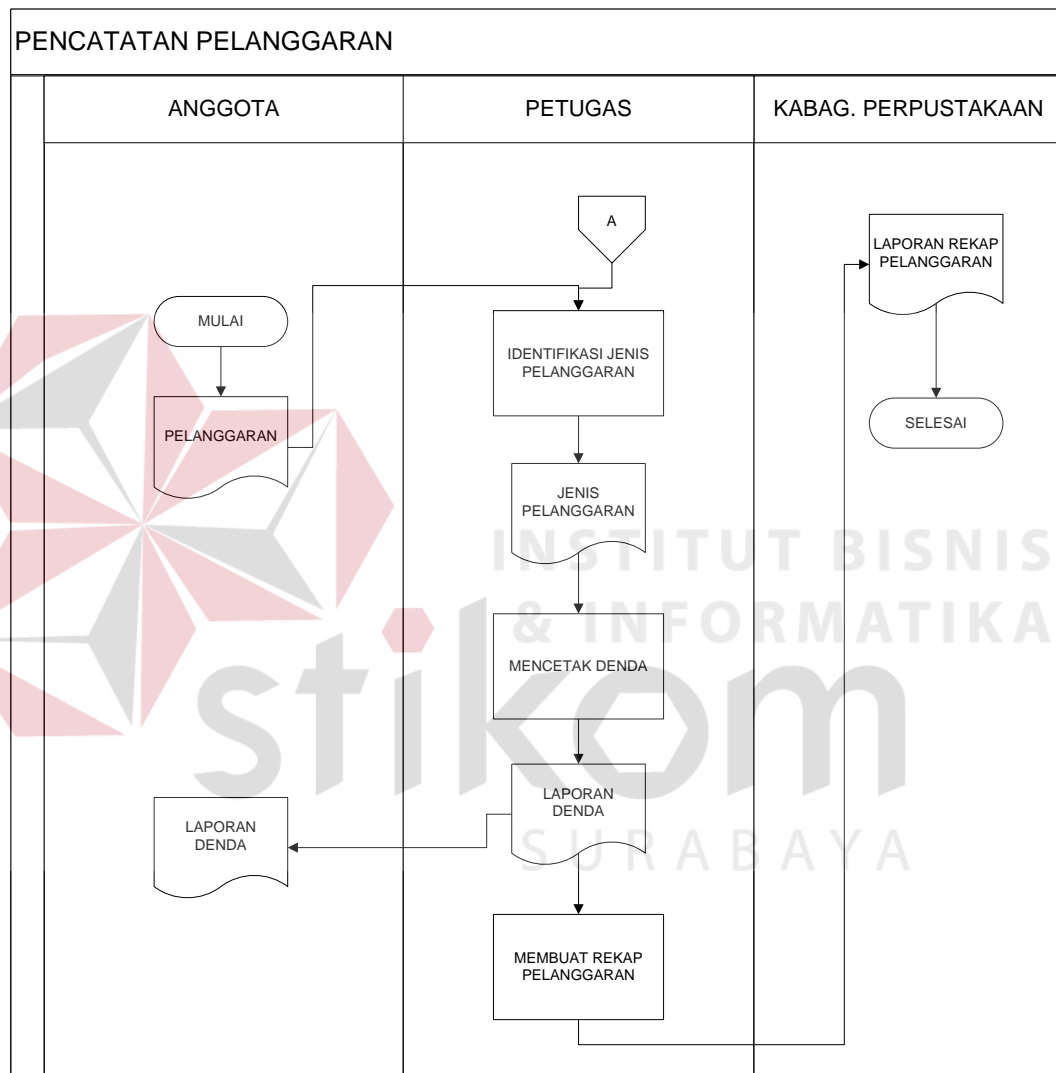 PENCATATAN PELANGGARAN
ANGGOTA
PETUGAS
KABAG. PERPUSTAKAAN
MULAI
PELANGGARAN
LAPORAN
DENDA
A
IDENTIFIKASI JENIS
PELANGGARAN
JENIS
PELANGGARAN
MENCETAK DENDA
LAPORAN
DENDA
MEMBUAT REKAP
PELANGGARAN
LAPORAN REKAP
PELANGGARAN
SELESAI
INSTITUT BISNIS
& INFORMATIKA
stikom
SURABAYA